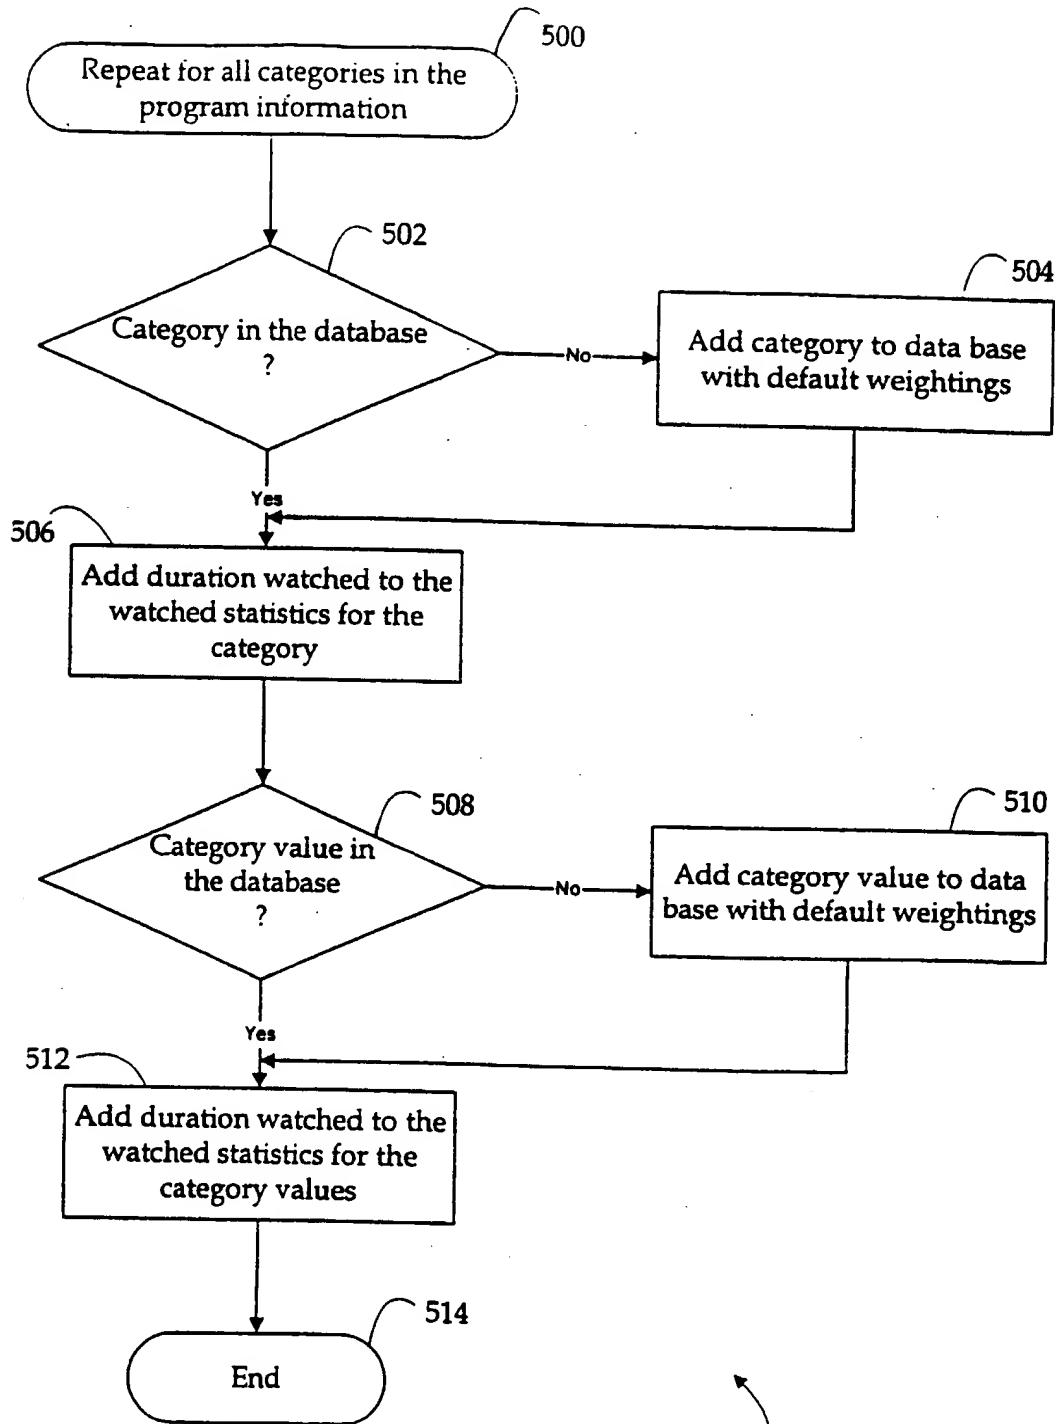 500
Repeat for all categories in the
program information
502
Category in the database
?
No
504
Add category to data base
with default weightings
Yes
506
Add duration watched to the
watched statistics for the
category
508
Category value in
the database
?
No
510
Add category value to data
base with default weightings
Yes
512
Add duration watched to the
watched statistics for the
category values
514
End